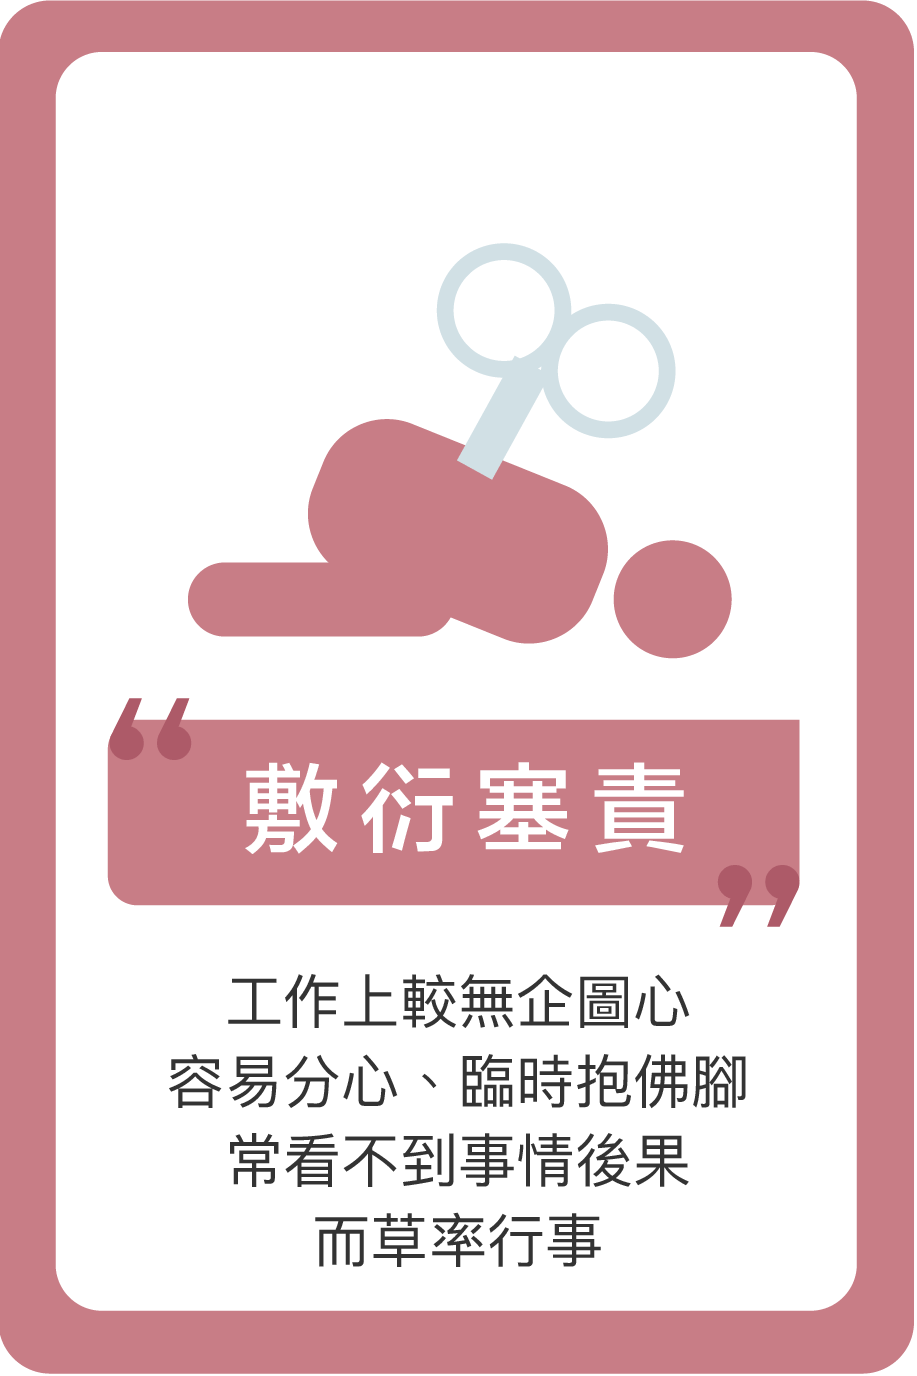 敷衍塞責
工作上較無企圖心
容易分心、臨時抱佛腳
常看不到事情後果
而草率行事